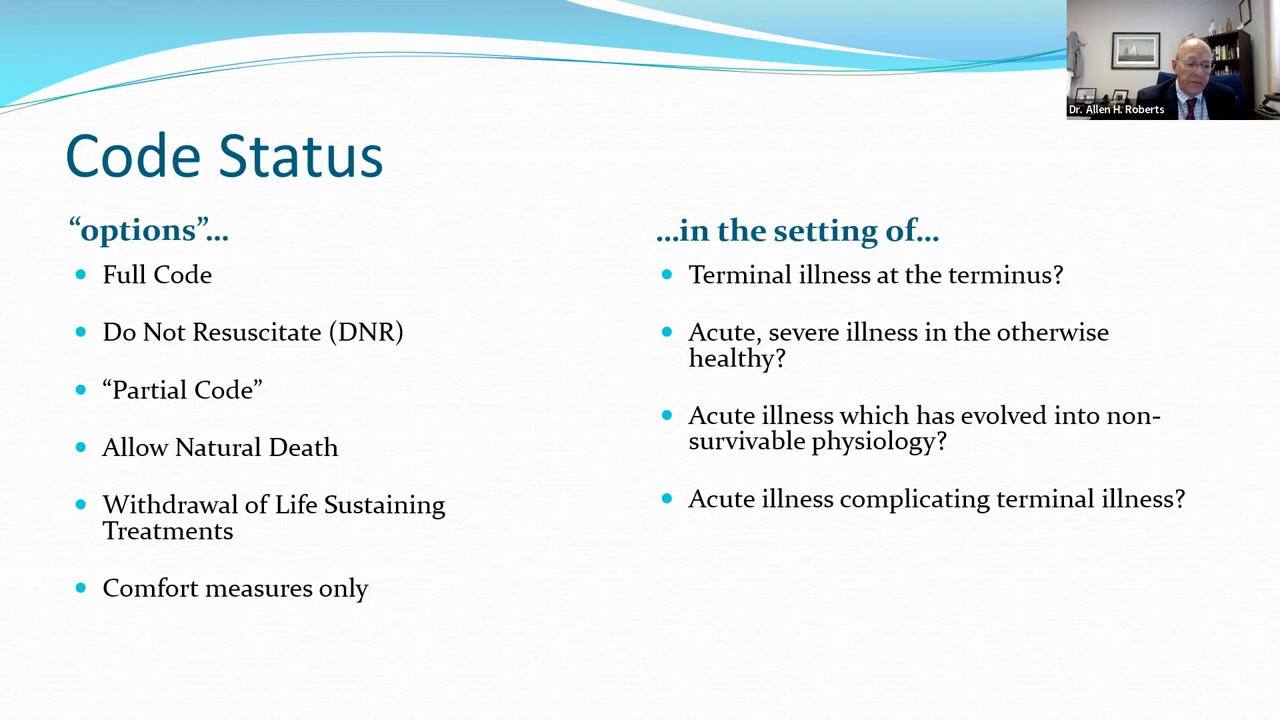 Dr. Allen H. Roberts
Code Status
“options”…
Full Code
Do Not Resuscitate (DNR)
“Partial Code”
Allow Natural Death
Withdrawal of Life Sustaining
Treatments
Comfort measures only
…in the setting of…
Terminal illness at the terminus?
Acute, severe illness in the otherwise
healthy?
Acute illness which has evolved into non-
survivable physiology?
Acute illness complicating terminal illness?